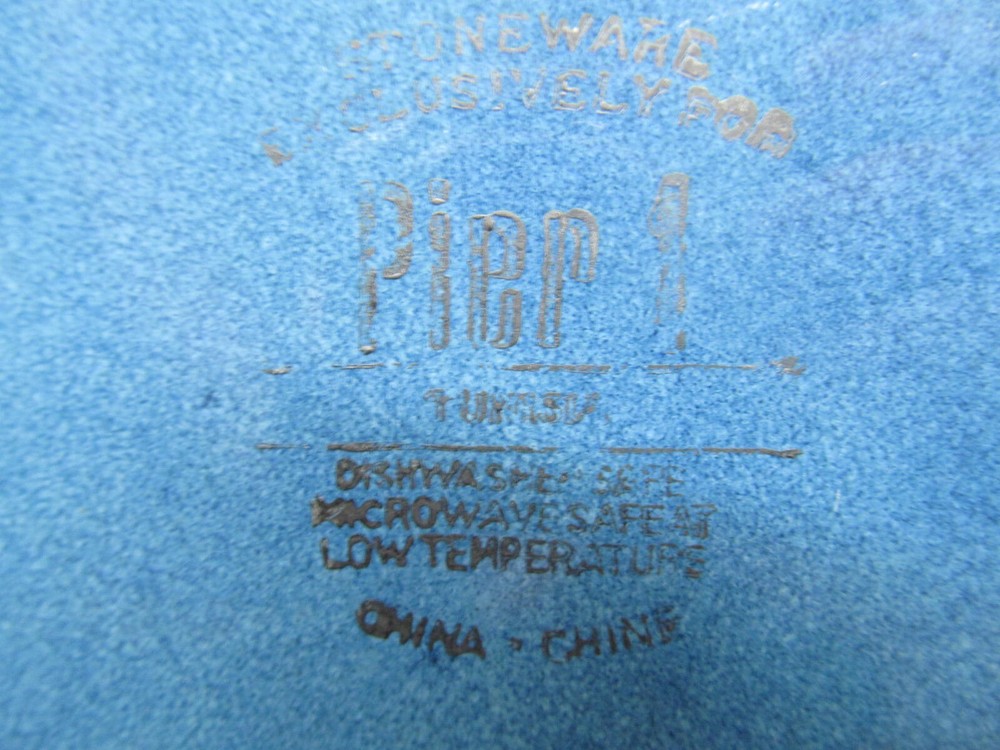 STONEWARE
EXCLUSIVELY FOR
Pier 1
DISHWASHER SAFE
MICROWAVE SAFE AT
LOW TEMPERATURE
CHINA • CHINE